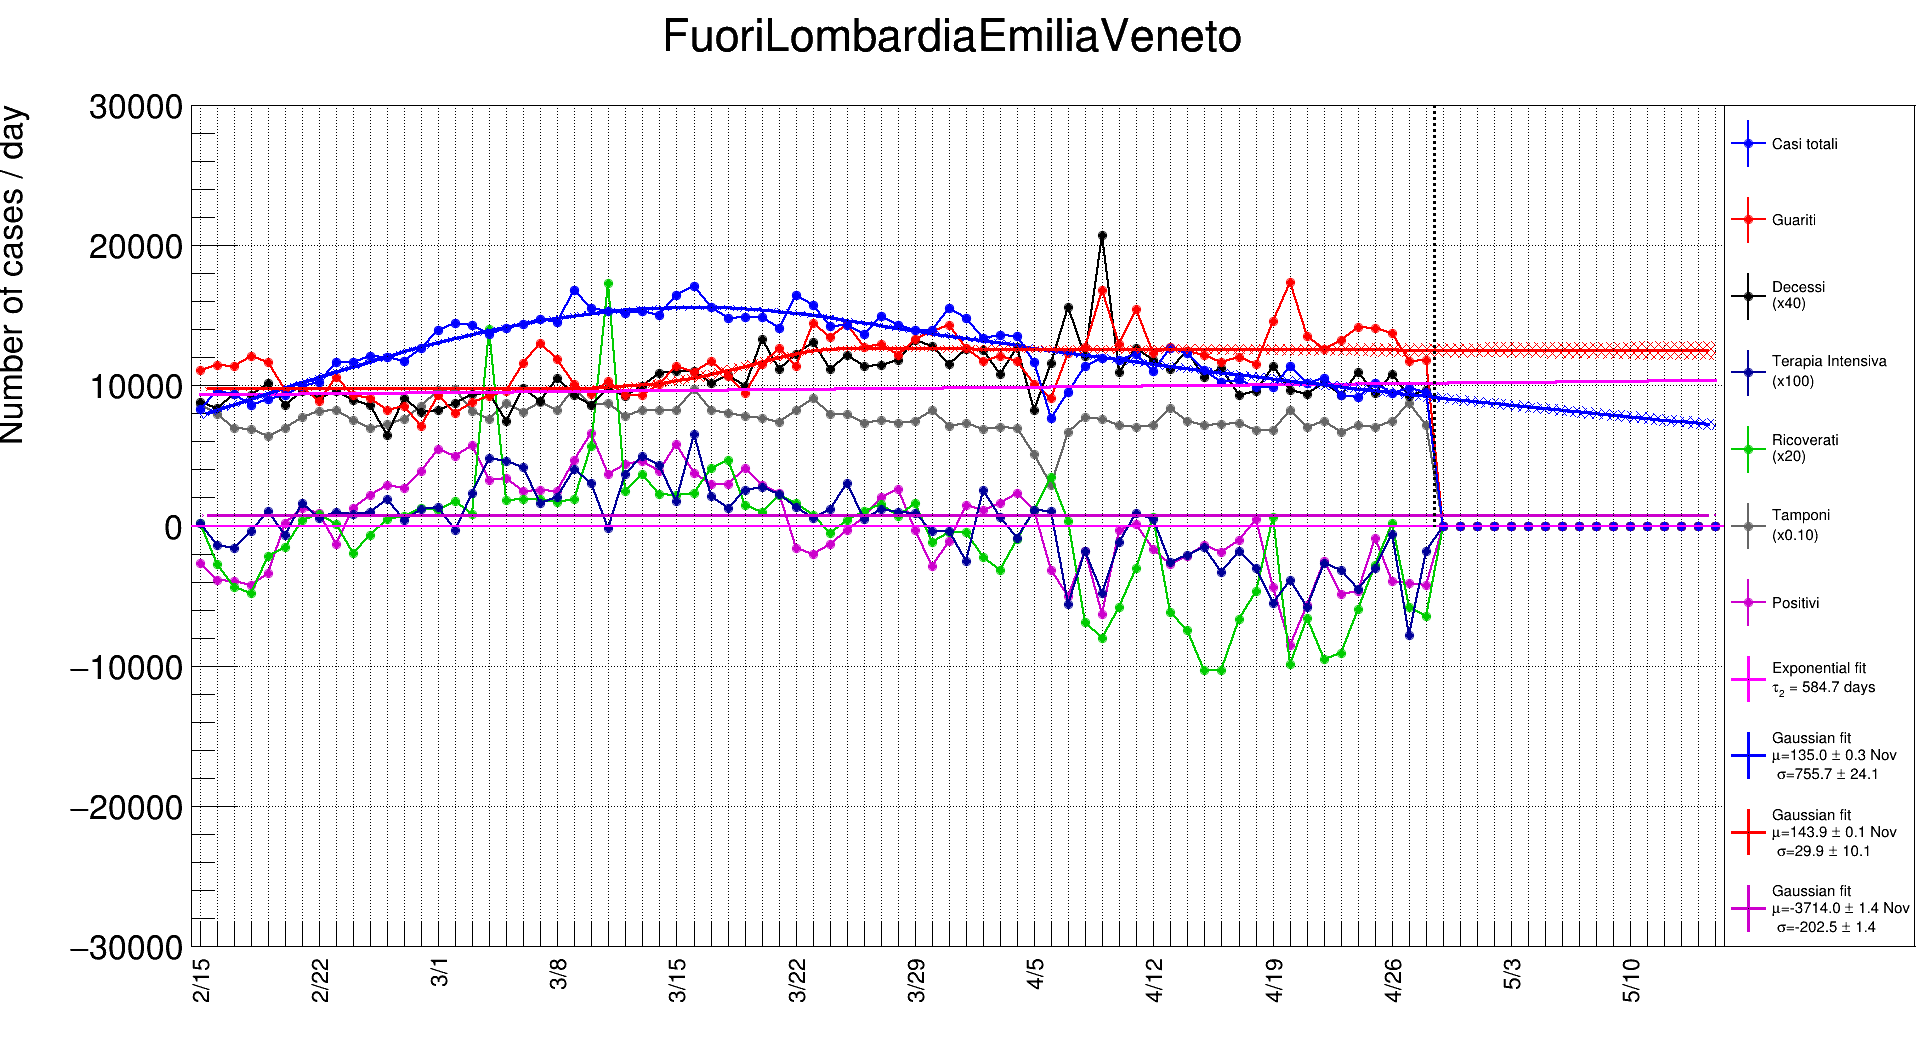 FuoriLombardiaEmiliaVeneto
Number of cases / day
30000
20000
10000
0
−10000
−20000
−30000
2/15
2/22
3/1
3/8
3/15
3/22
3/29
4/5
4/12
4/19
4/26
5/3
5/10
Casi totali
Guariti
Decessi
(x40)
Terapia Intensiva
(x100)
Ricoverati
(x20)
Tamponi
(x0.10)
Positivi
Exponential fit
τ2 = 584.7 days
Gaussian fit
μ=135.0 ± 0.3 Nov
σ=755.7 ± 24.1
Gaussian fit
μ=143.9 ± 0.1 Nov
σ=29.9 ± 10.1
Gaussian fit
μ=-3714.0 ± 1.4 Nov
σ=-202.5 ± 1.4